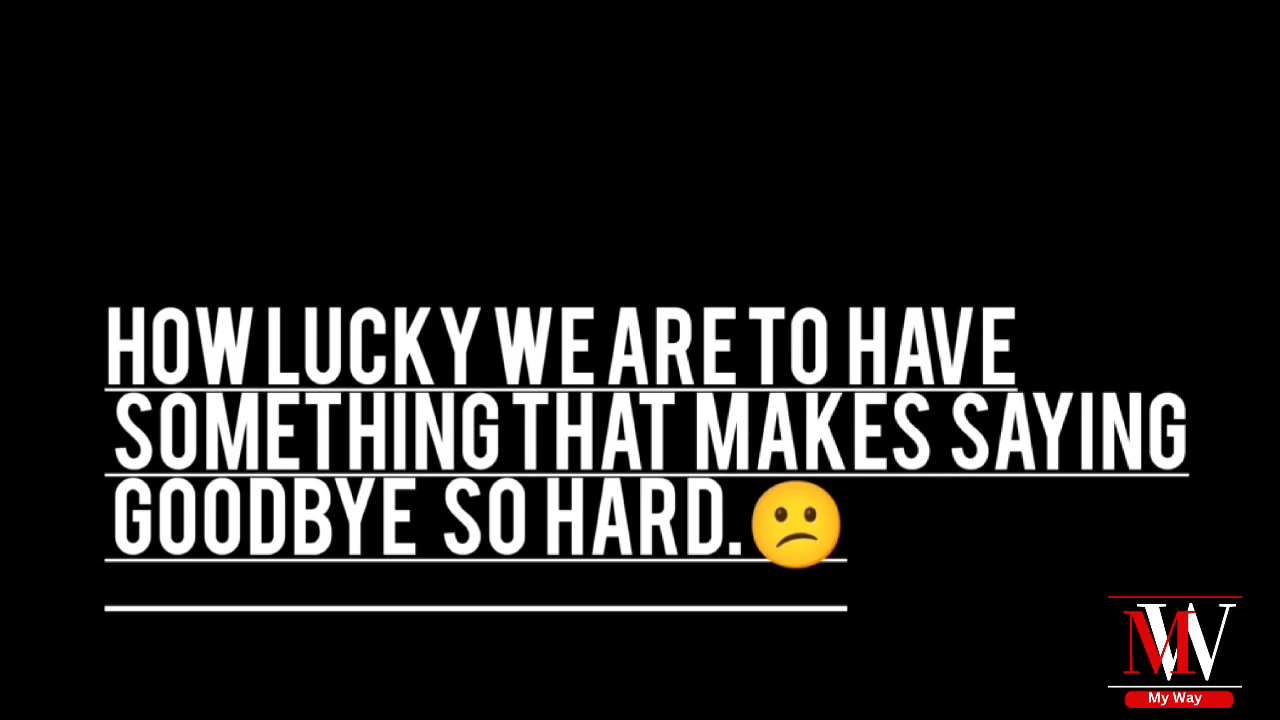 HOW LUCKY WE ARE TO HAVE
SOMETHING THAT MAKES SAYING
GOODBYE SO HARD.😕
MW
My Way